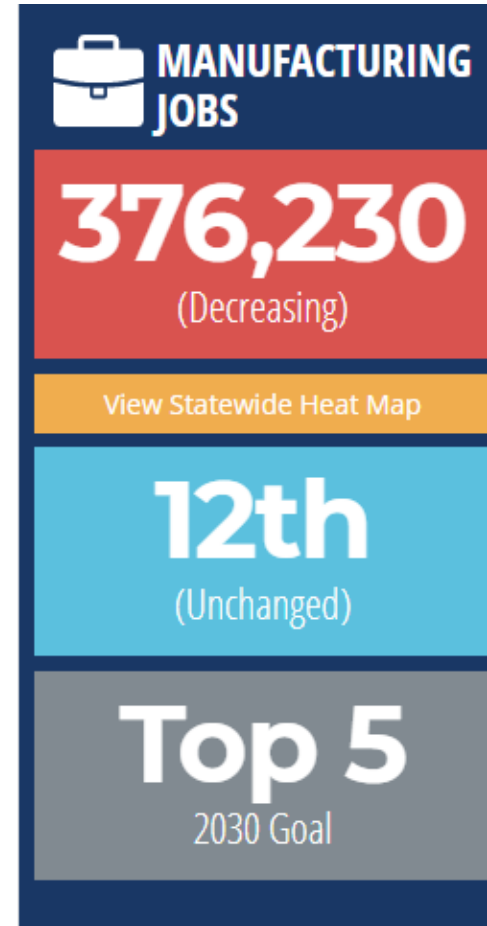 MANUFACTURING
JOBS
376,230
(Decreasing)
View Statewide Heat Map
12th
(Unchanged)
Top 5
2030 Goal